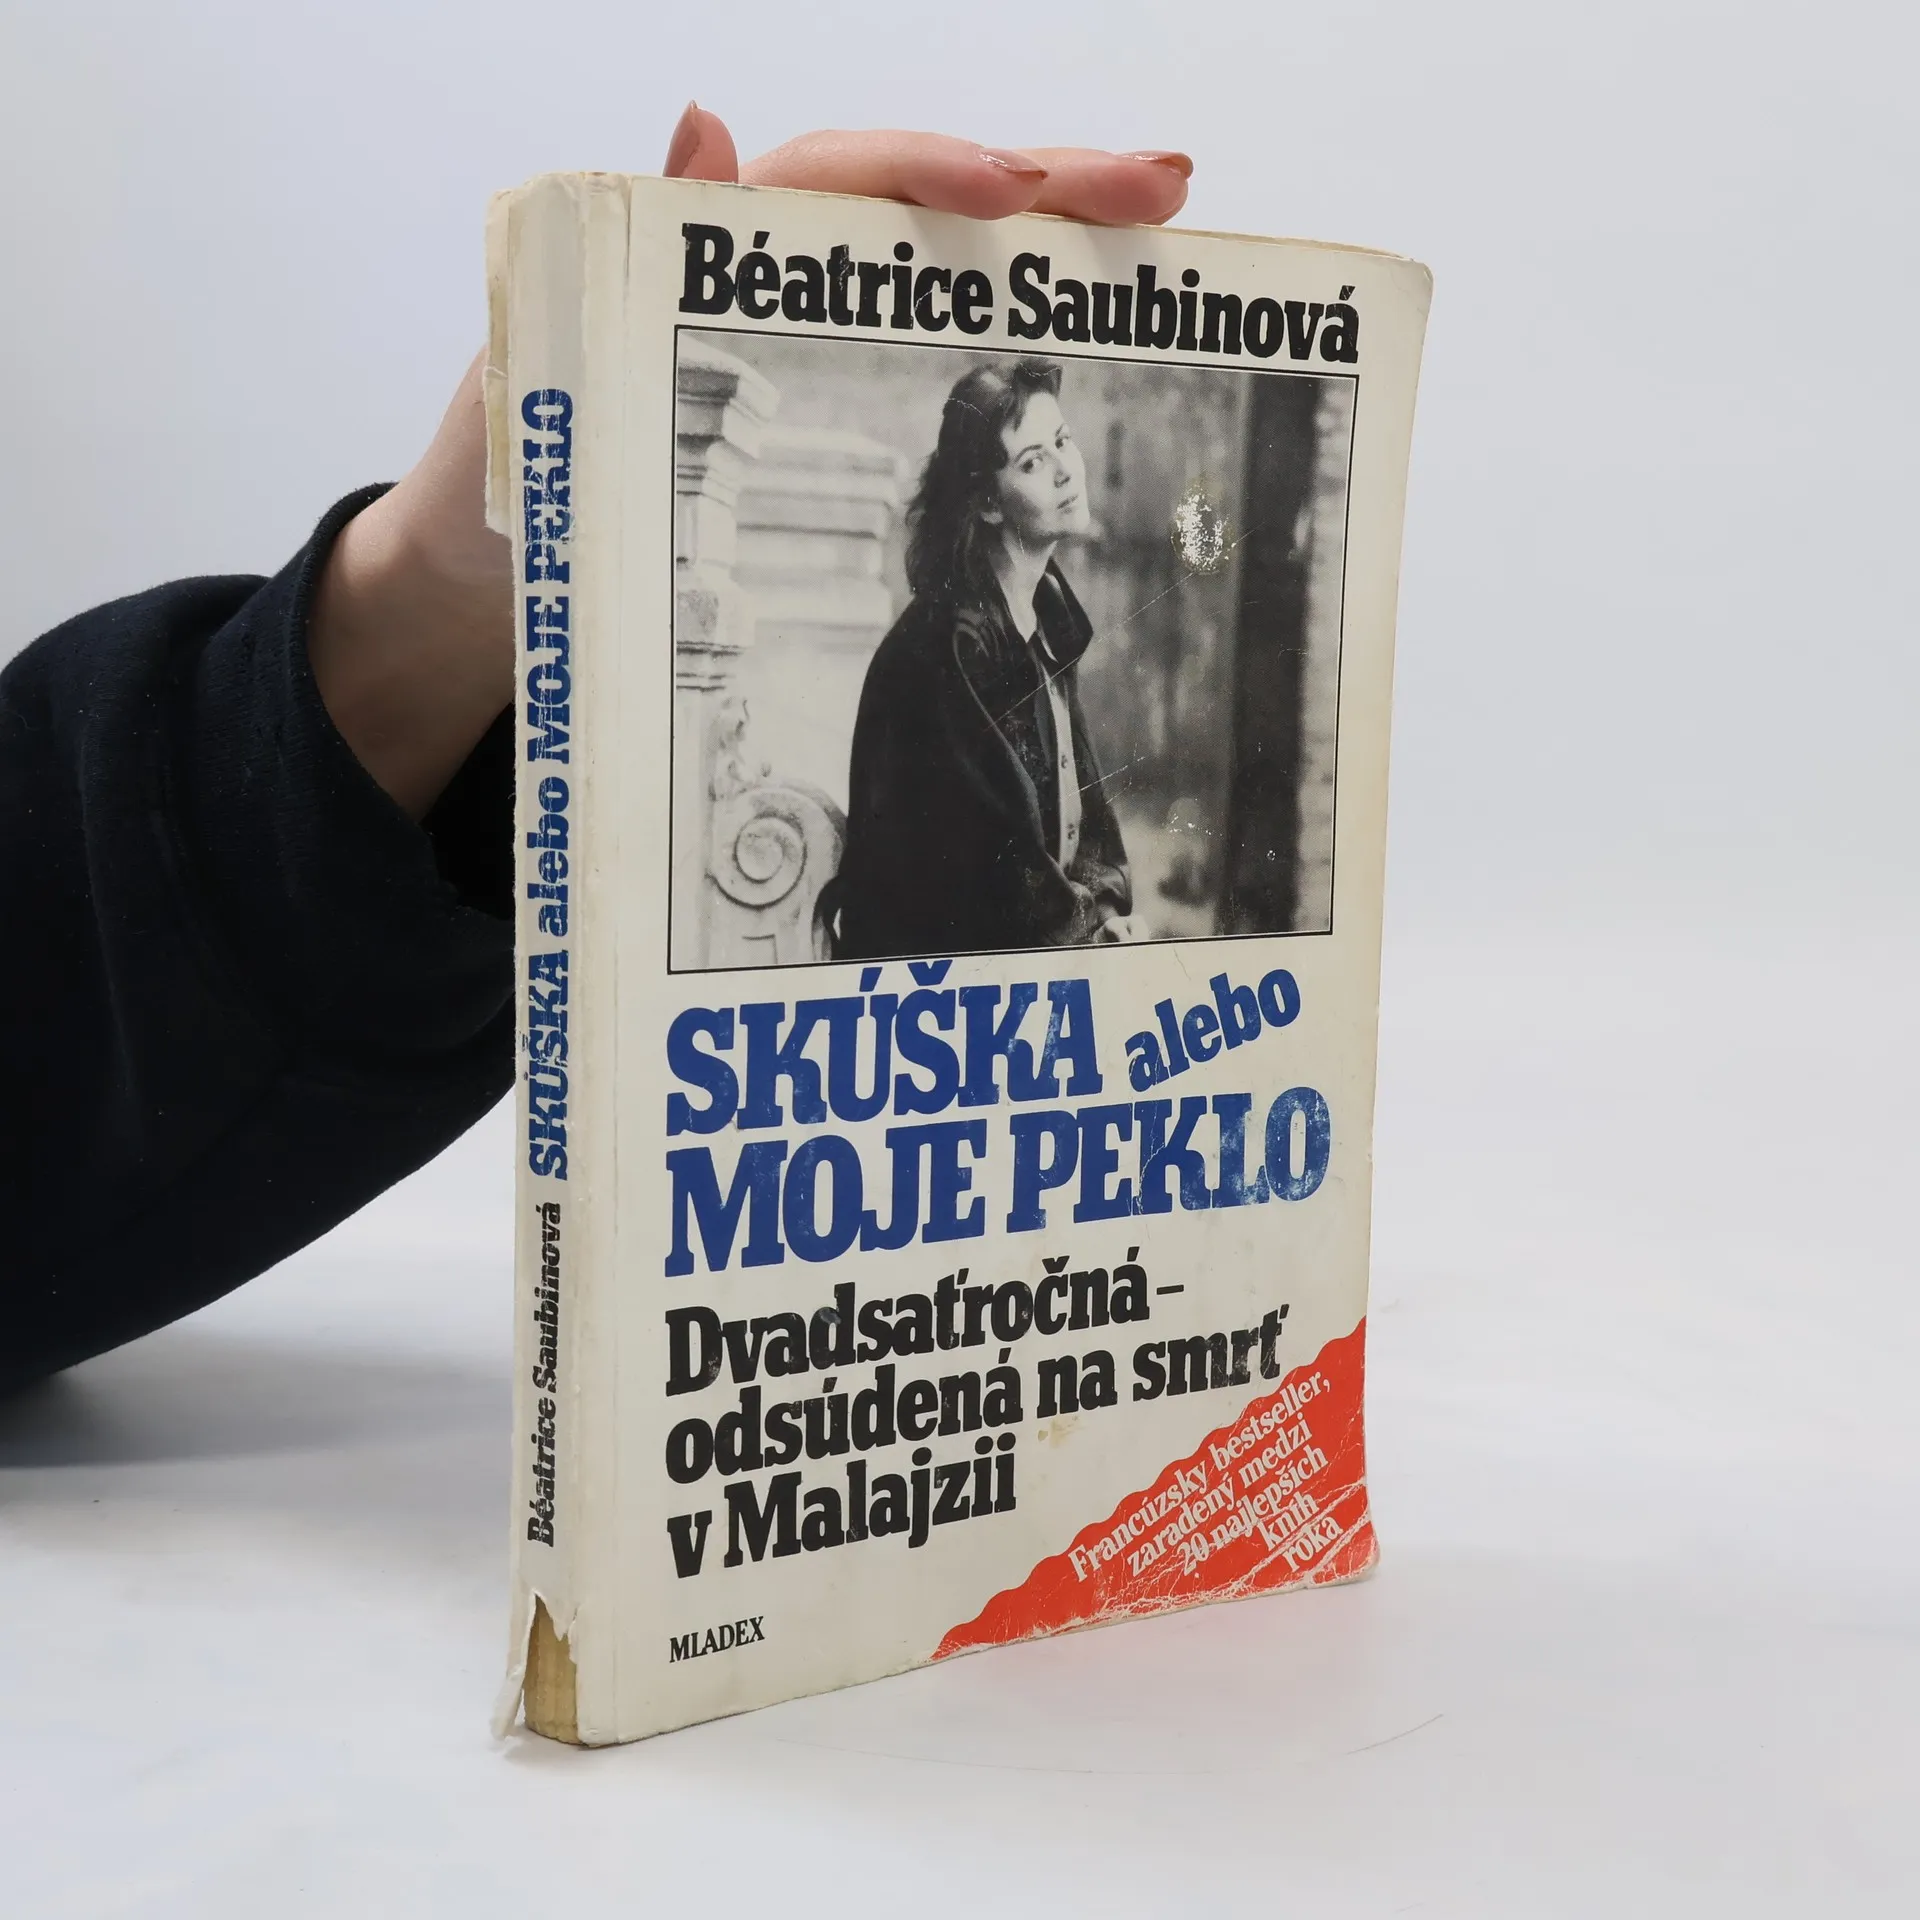 Béatrice Saubinová
SKÚŠKA alebo
MOJE PEKLO
Dvadsaťročná –
odsúdená na smrť
v Malajzii
Francúzsky bestseller,
zaradený medzi
20 najlepších
kníh
roka
MLADEX
Béatrice Saubinová SKÚŠKA alebo MOJE PEKLO